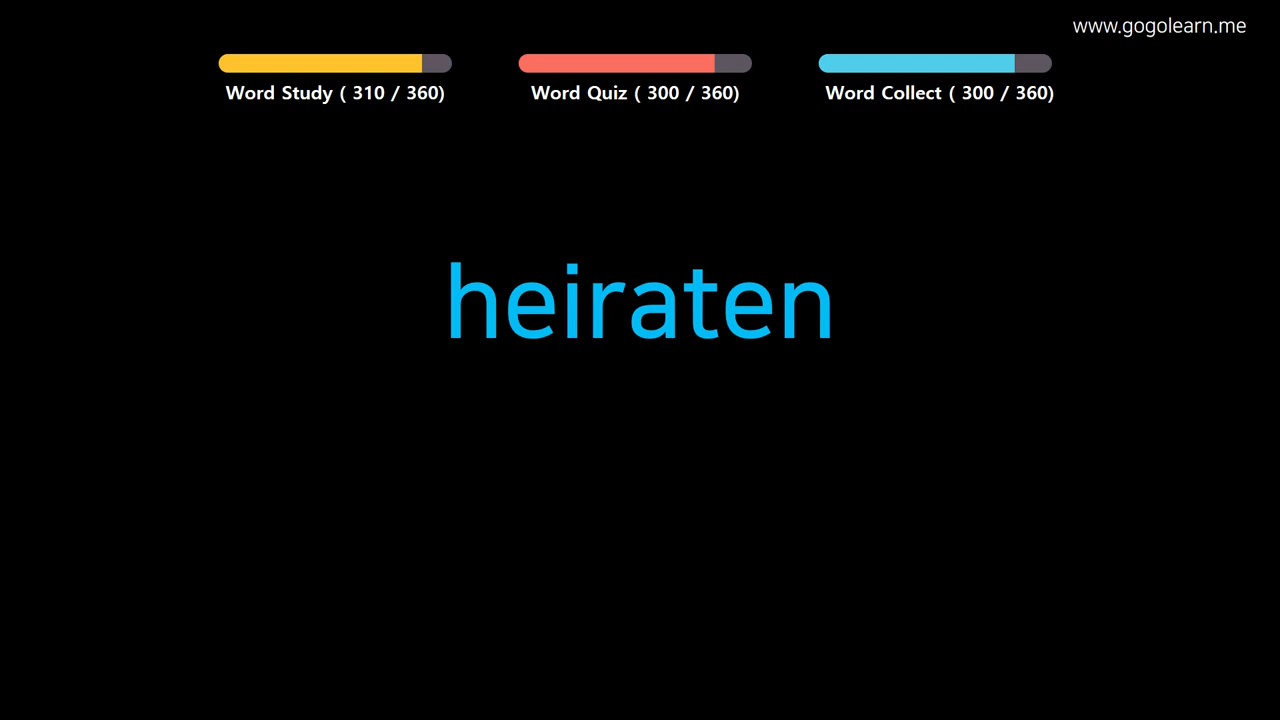 www.gogolearn.me
Word Study ( 310 / 360)
Word Quiz ( 300 / 360)
Word Collect ( 300 / 360)
heiraten